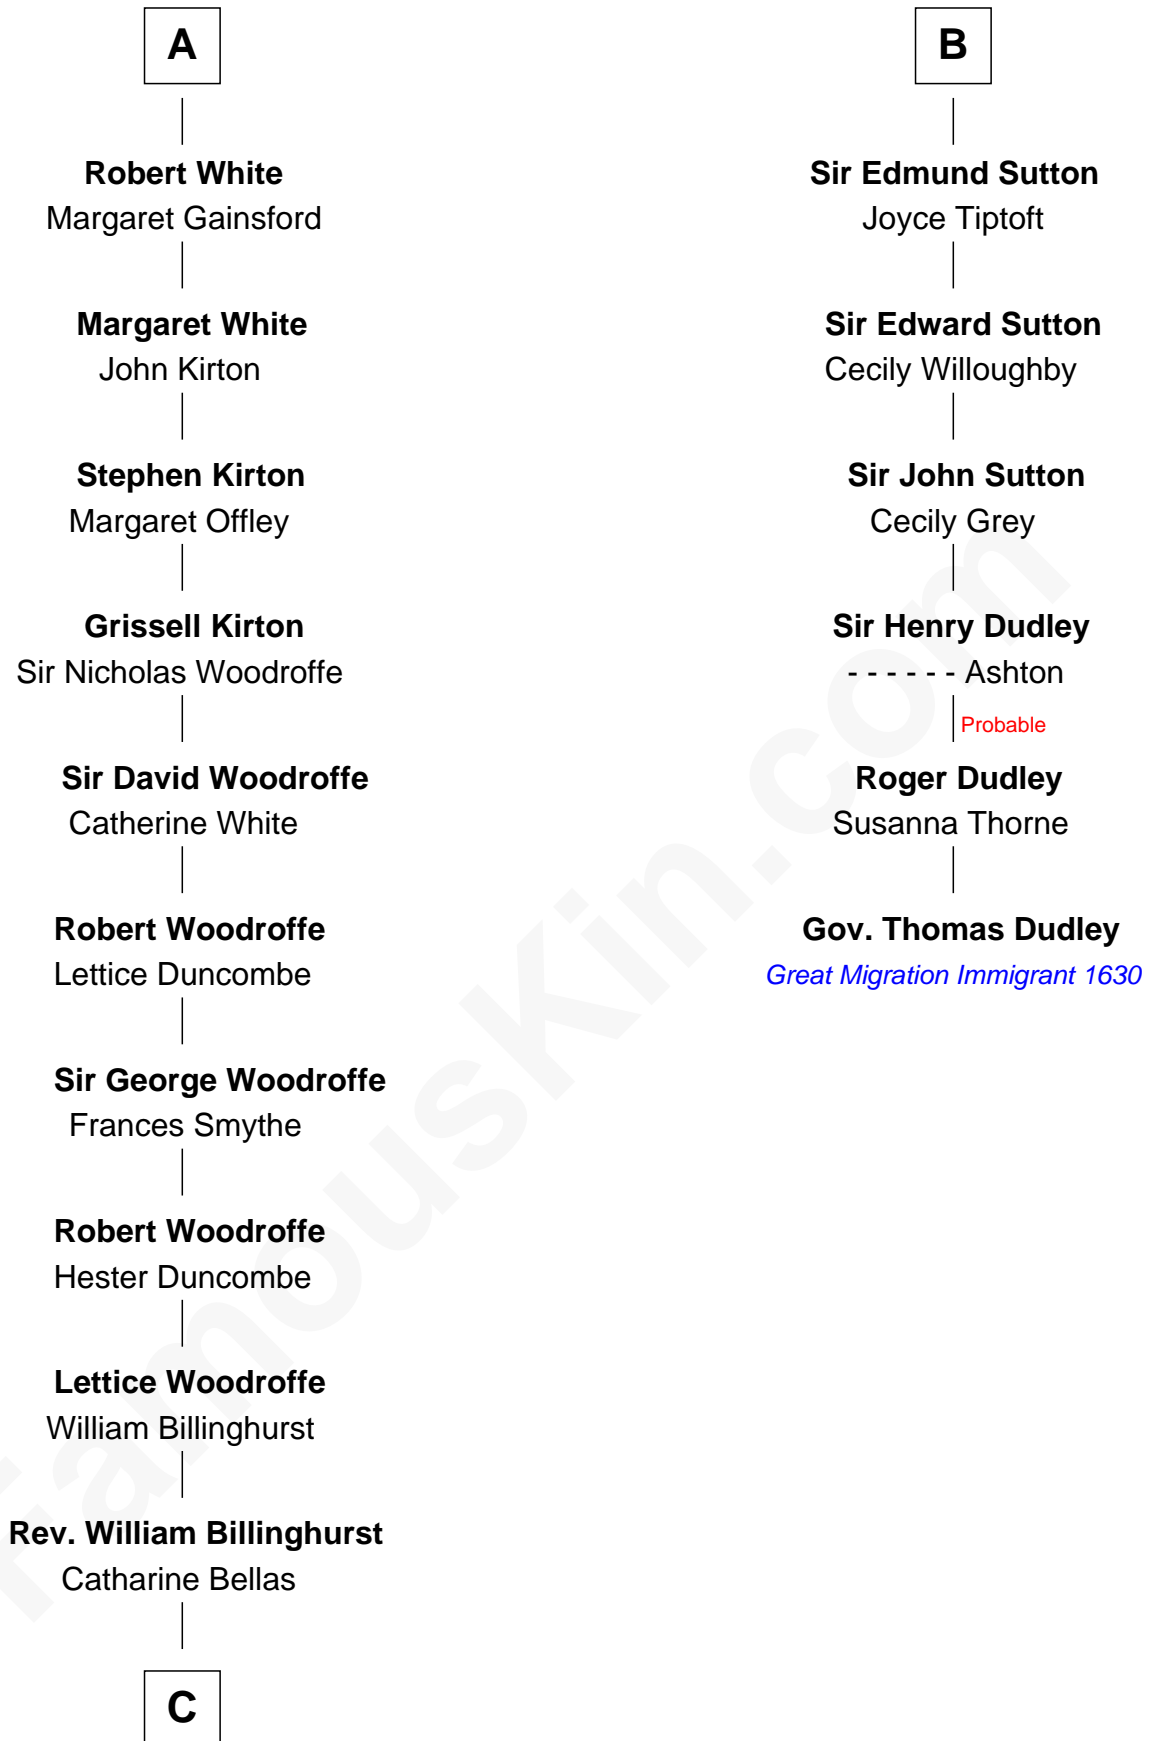 A
Robert White
Margaret Gainsford
Margaret White
John Kirton
Stephen Kirton
Margaret Offley
Grissell Kirton
Sir Nicholas Woodroffe
Sir David Woodroffe
Catherine White
Robert Woodroffe
Lettice Duncombe
Sir George Woodroffe
Frances Smythe
Robert Woodroffe
Hester Duncombe
Lettice Woodroffe
William Billinghurst
Rev. William Billinghurst
Catharine Bellas
C
B
Sir Edmund Sutton
Joyce Tiptoft
Sir Edward Sutton
Cecily Willoughby
Sir John Sutton
Cecily Grey
Sir Henry Dudley
- - - - - - Ashton
Probable
Roger Dudley
Susanna Thorne
Gov. Thomas Dudley
Great Migration Immigrant 1630
FamousKin.com